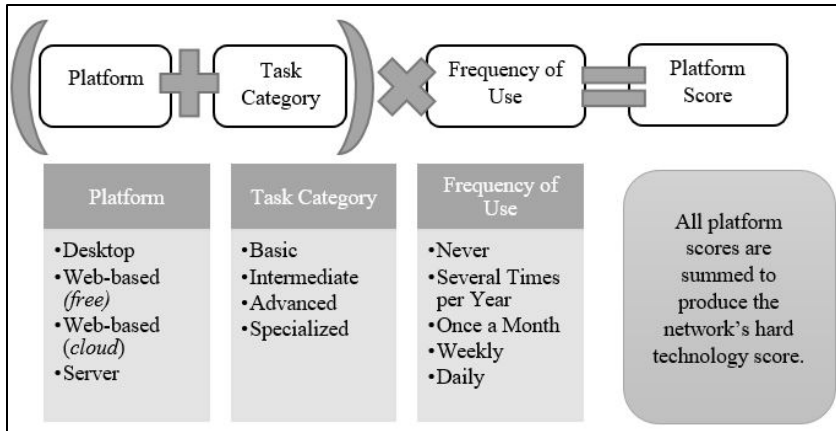 Platform
Task
Category
Frequency of
Use
Platform
Score
Platform
•Desktop
•Web-based
(free)
•Web-based
(cloud)
•Server
Task Category
•Basic
•Intermediate
•Advanced
•Specialized
Frequency of
Use
•Never
•Several Times
per Year
•Once a Month
•Weekly
•Daily
All platform
scores are
summed to
produce the
network’s hard
technology score.